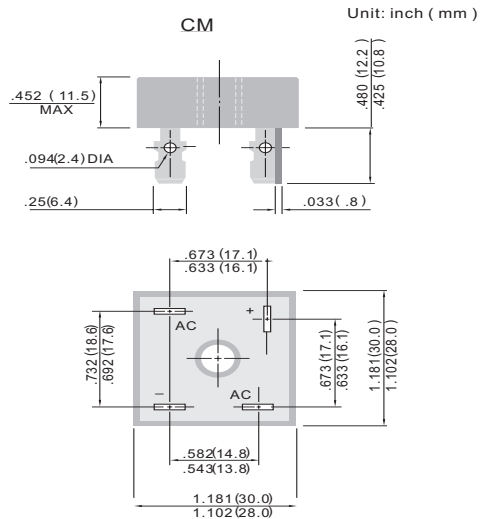 Unit: inch ( mm )
CM
.452 ( 11.5)
MAX
.480 (12.2 )
.425 (10.8 )
.094(2.4) DIA
.25(6.4)
.033( .8 )
.673 (17.1)
.633 (16.1)
+
AC
.732 (18.6)
.692 (17.6)
.673 (17.1)
.633 (16.1)
1.181(30.0 )
1.102(28.0 )
–
AC
.582(14.8)
.543(13.8)
1.181(30.0)
1.102(28.0)